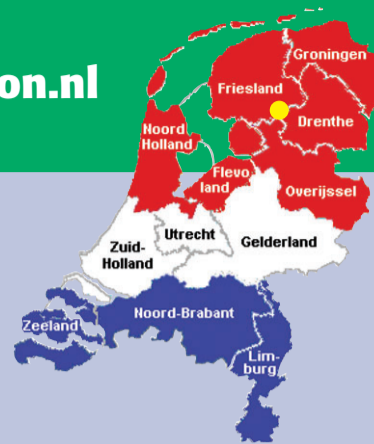 on.nl
Groningen
Friesland
Drenthe
Noord
Holland
Flevo
land
Overijssel
Utrecht
Gelderland
Zuid-
Holland
Noord-Brabant
Zeeland
Lim-
burg